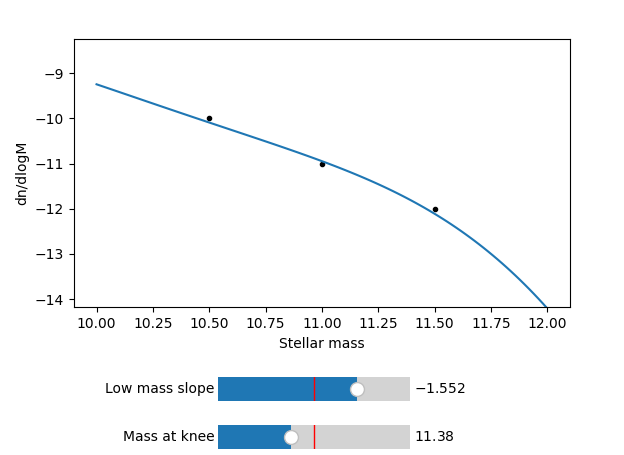 −9
−10
−11
−12
−13
−14
dn/dlogM
10.00 10.25 10.50 10.75 11.00 11.25 11.50 11.75 12.00
Stellar mass
Low mass slope −1.552
Mass at knee 11.38